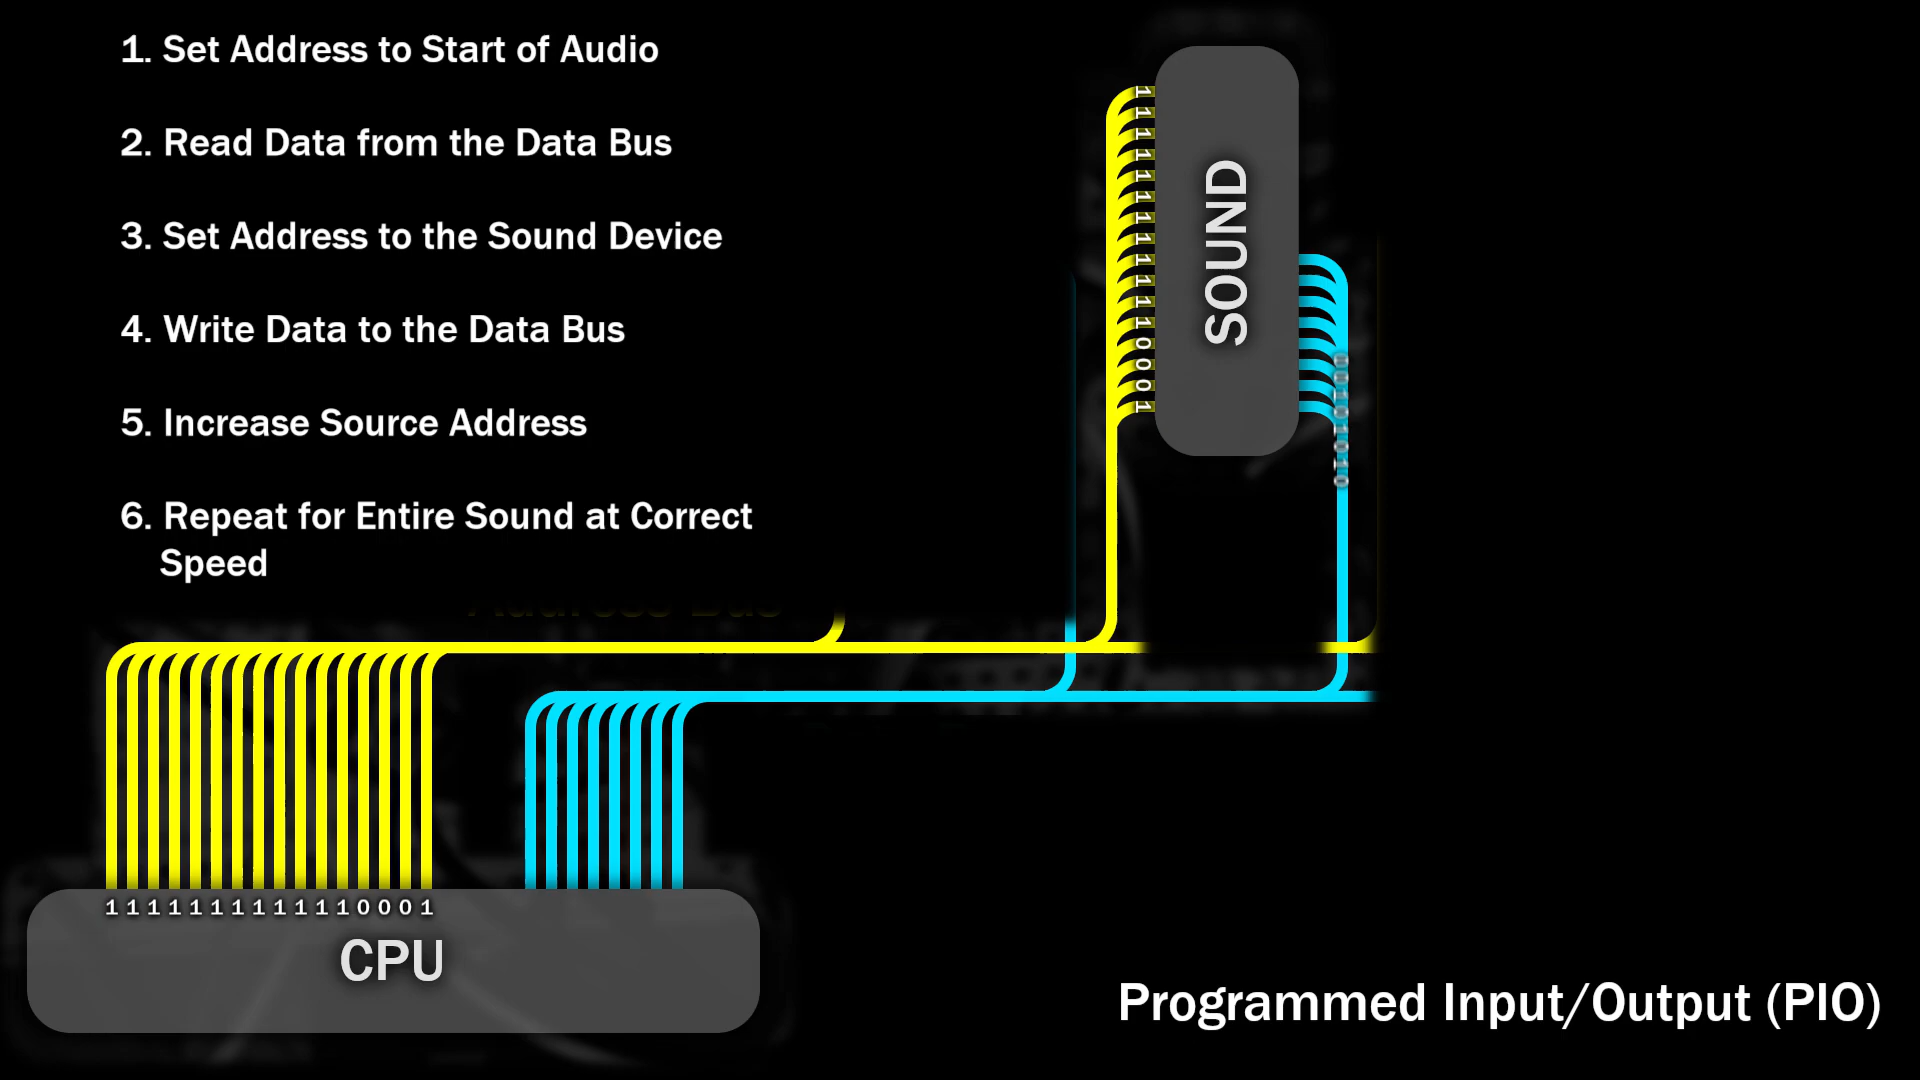 1. Set Address to Start of Audio
2. Read Data from the Data Bus
3. Set Address to the Sound Device
4. Write Data to the Data Bus
5. Increase Source Address
6. Repeat for Entire Sound at Correct
Speed
1111111111110001
SOUND
1111111111110001
CPU
Programmed Input/Output (PIO)